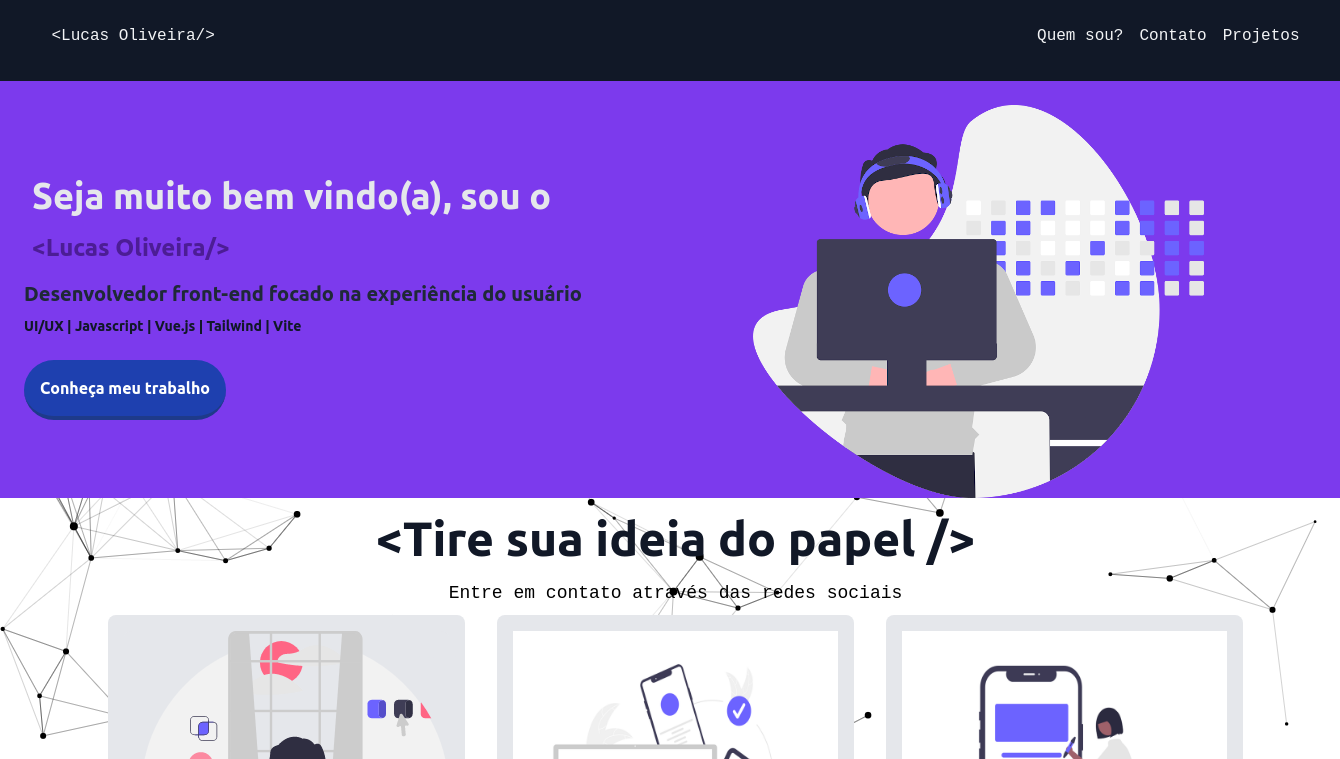 <Lucas Oliveira/>
Quem sou? Contato Projetos
Seja muito bem vindo(a), sou o
<Lucas Oliveira/>
Desenvolvedor front-end focado na experiência do usuário
UI/UX | Javascript | Vue.js | Tailwind | Vite
Conheça meu trabalho
<Tire sua ideia do papel />
Entre em contato através das redes sociais